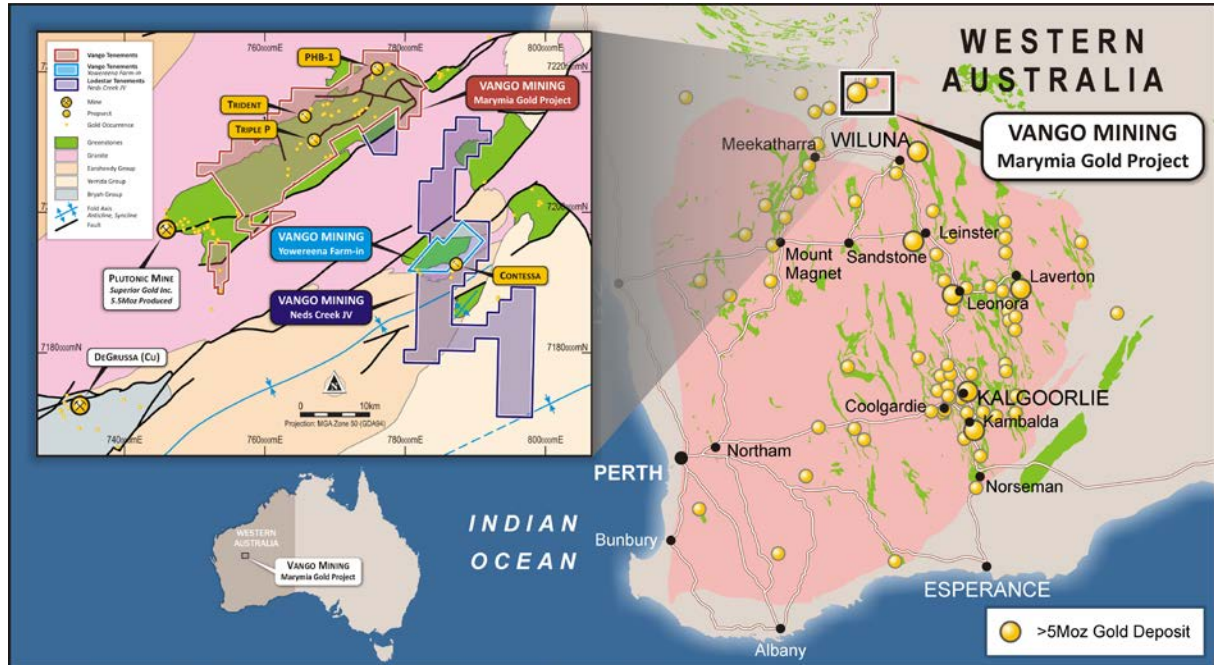 WESTERN
AUSTRALIA
VANGO MINING
Marymia Gold Project
760000mE
780000mE
800000mE
7220000mN
7200000mN
7180000mN
740000mE
760000mE
780000mE
800000mE
Vango Tenements
Vango Tenements
Yowereena Farm-in
Lodestar Tenements
Neds Creek JV
Mine
Prospect
Gold Occurrence
Greenstones
Granite
Earaheedy Group
Yerrida Group
Bryah Group
Fold Axis
Anticline, Syncline
Fault
PHB-1
TRIDENT
TRIPLE P
VANGO MINING
Marymia Gold Project
VANGO MINING
Yowereena Farm-in
CONTESSA
VANGO MINING
Neds Creek JV
PLUTONIC MINE
Superior Gold Inc.
5.5Moz Produced
DEGRUSSA (Cu)
0 10km
Projection: MGA Zone 50 (GDA94)
Meekatharra
WILUNA
Mount
Magnet
Sandstone
Leinster
Laverton
Leonora
Coolgardie
KALGOORLIE
Kambalda
Northam
PERTH
Norseman
Bunbury
ESPERANCE
Albany
INDIAN
OCEAN
WESTERN
AUSTRALIA
VANGO MINING
Marymia Gold Project
>5Moz Gold Deposit